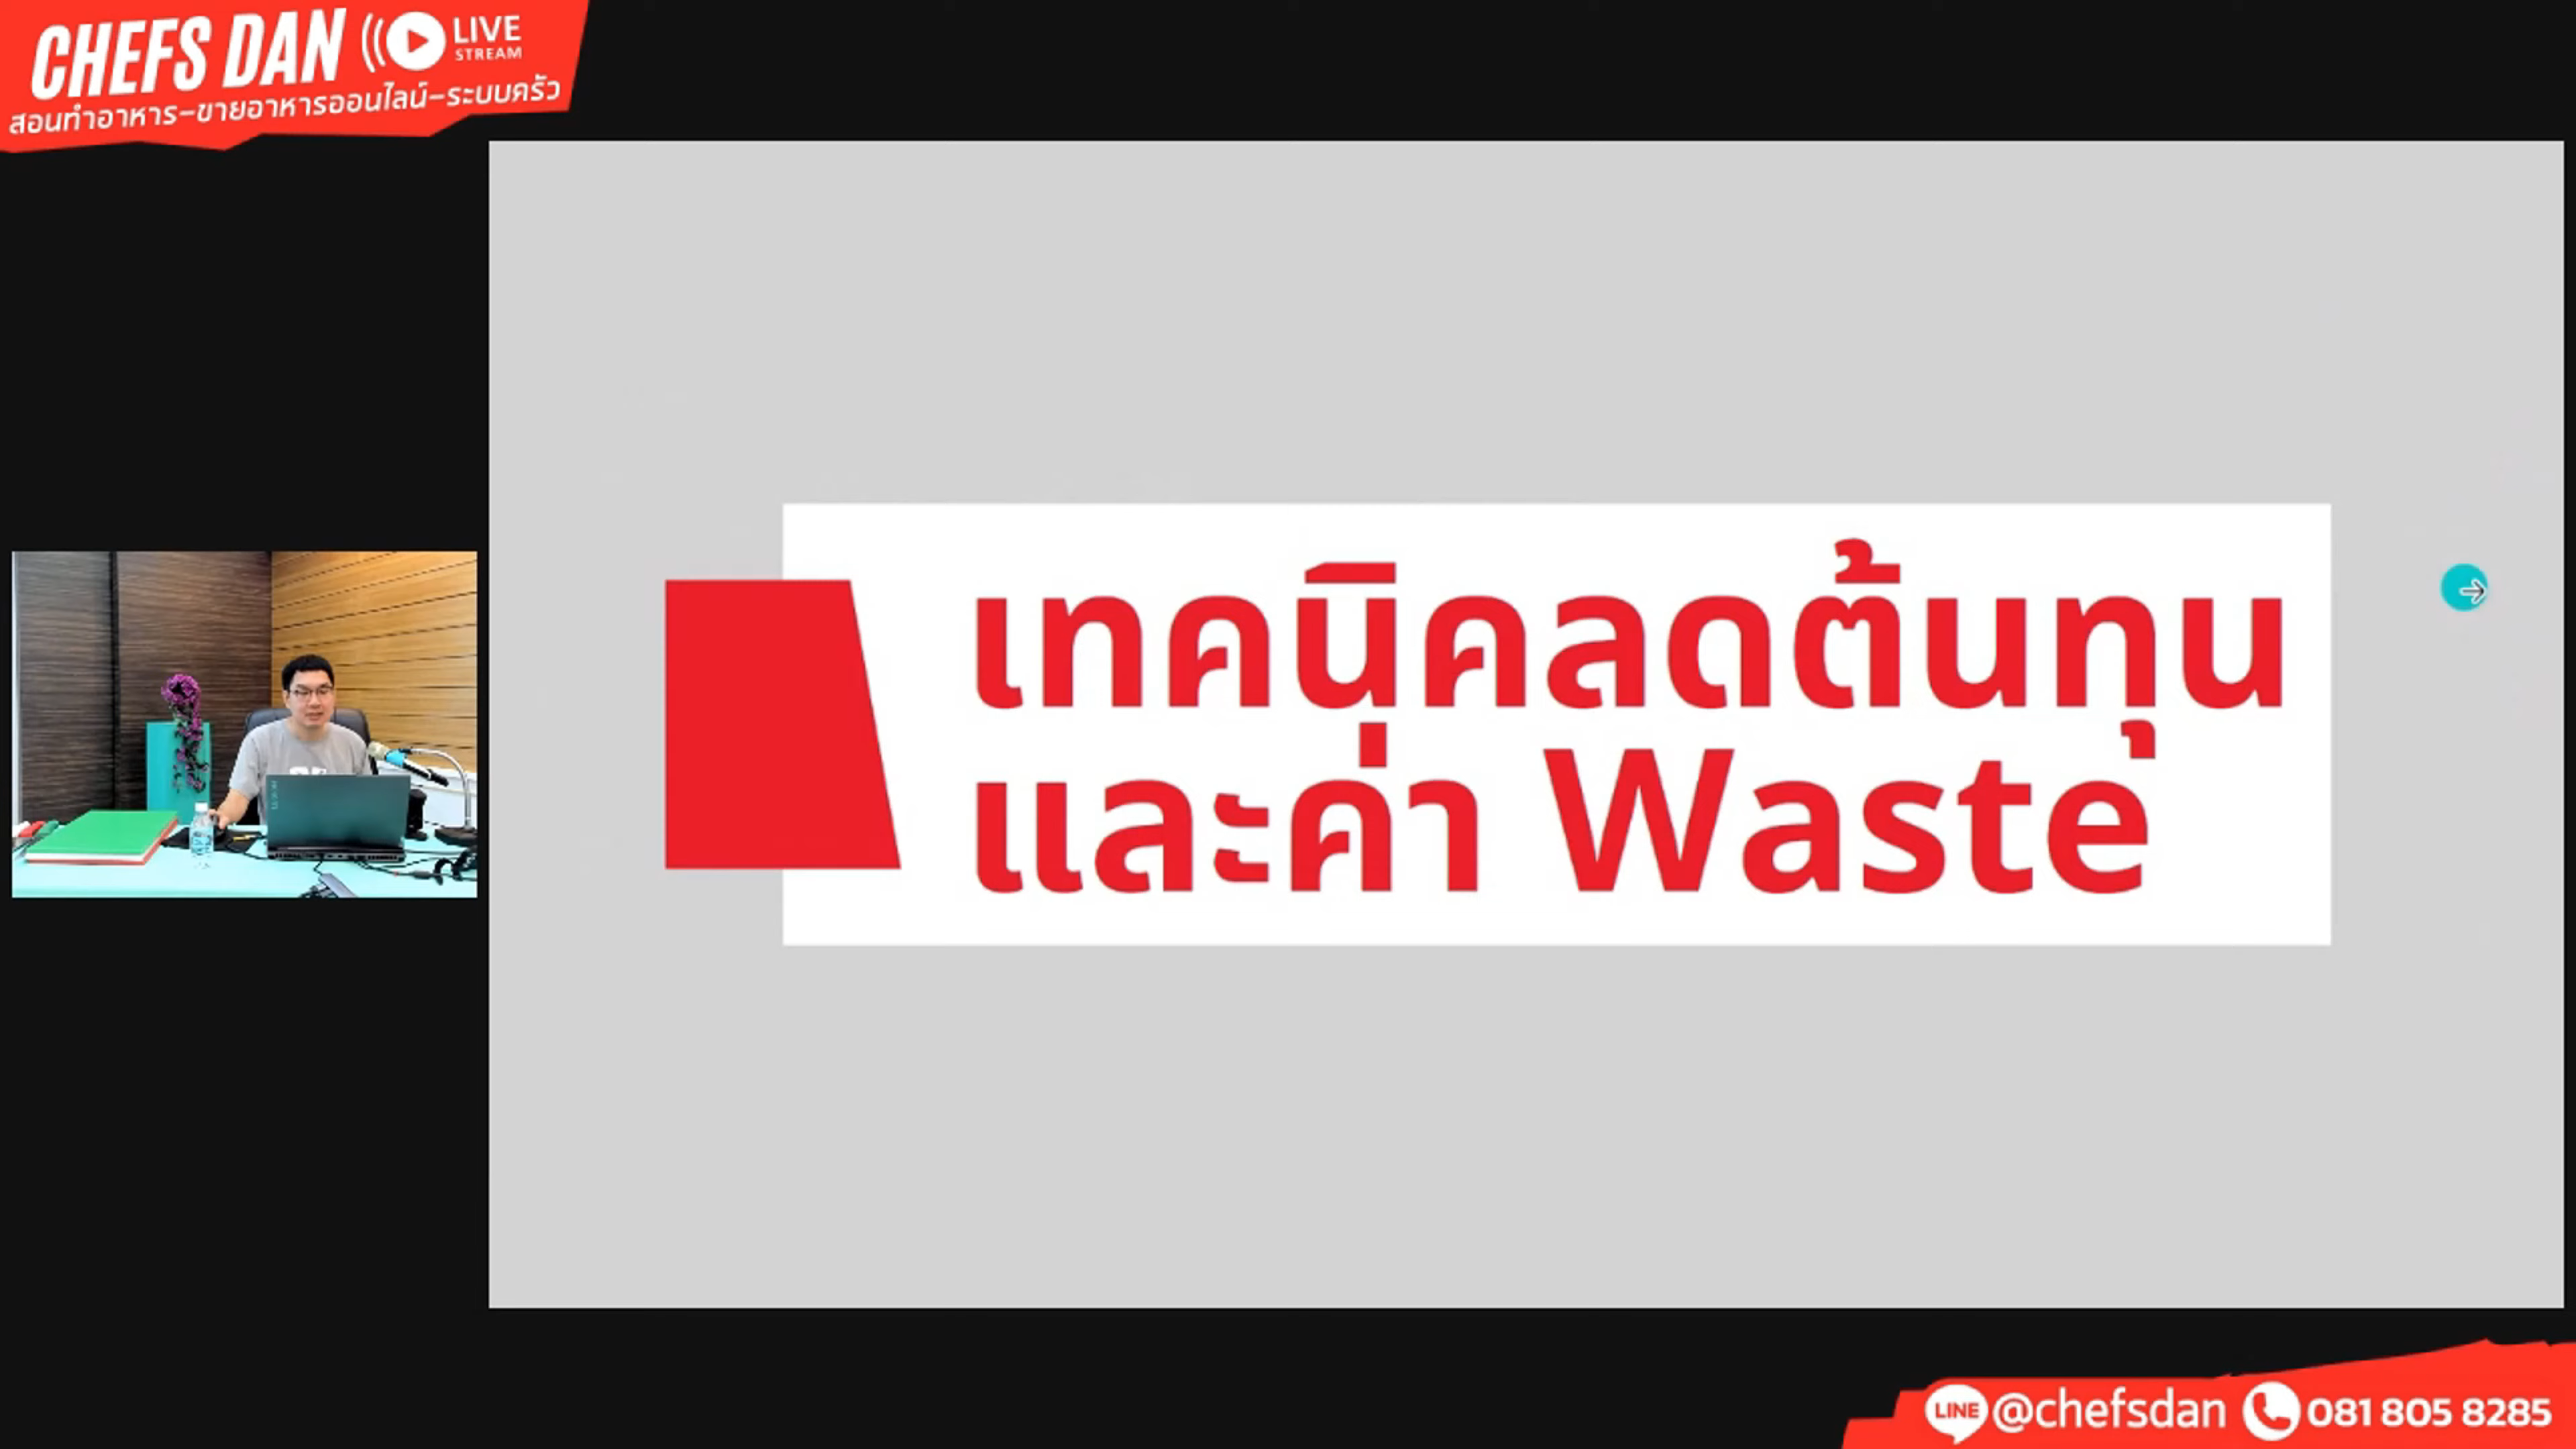 CHEFS DAN LIVE STREAM
สอนทำอาหาร-ขายอาหารออนไลน์-ระบบครัว
เทคนิคลดต้นทุน
และค่า Waste
LINE @chefsdan 081 805 8285